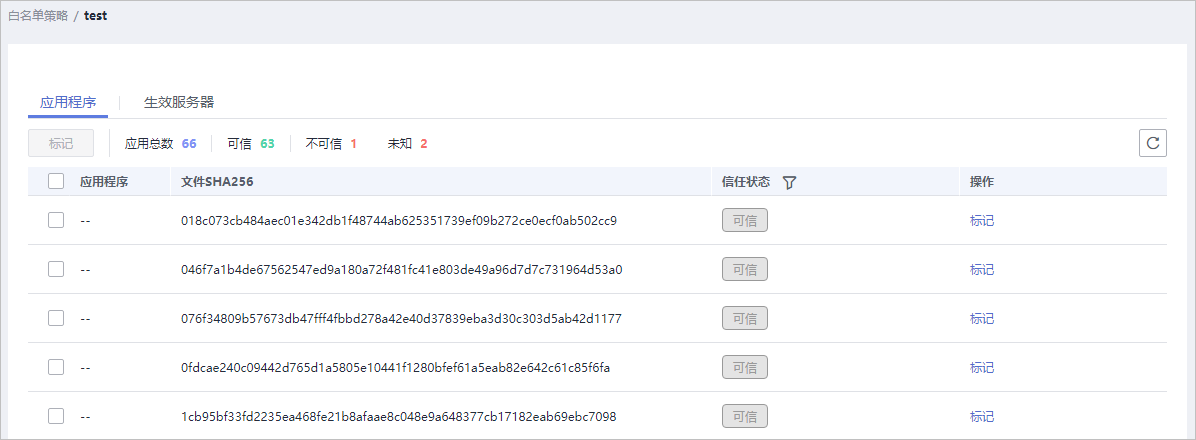 白名单策略 / test
应用程序 生效服务器
标记 应用总数 66 可信 63 不可信 1 未知 2
应用程序 文件SHA256 信任状态 操作
-- 018c073cb484aec01e342db1f48744ab625351739ef09b272ce0ecf0ab502cc9 可信 标记
-- 046f7a1b4de67562547ed9a180a72f481fc41e803de49a96d7d7c731964d53a0 可信 标记
-- 076f34809b57673db47fff4fbbd278a42e40d37839eba3d30c303d5ab42d1177 可信 标记
-- 0fdcae240c09442d765d1a5805e10441f1280bfef61a5eab82e642c61c85f6fa 可信 标记
-- 1cb95bf33fd2235ea468fe21b8afaae8c048e9a648377cb17182eab69ebc7098 可信 标记